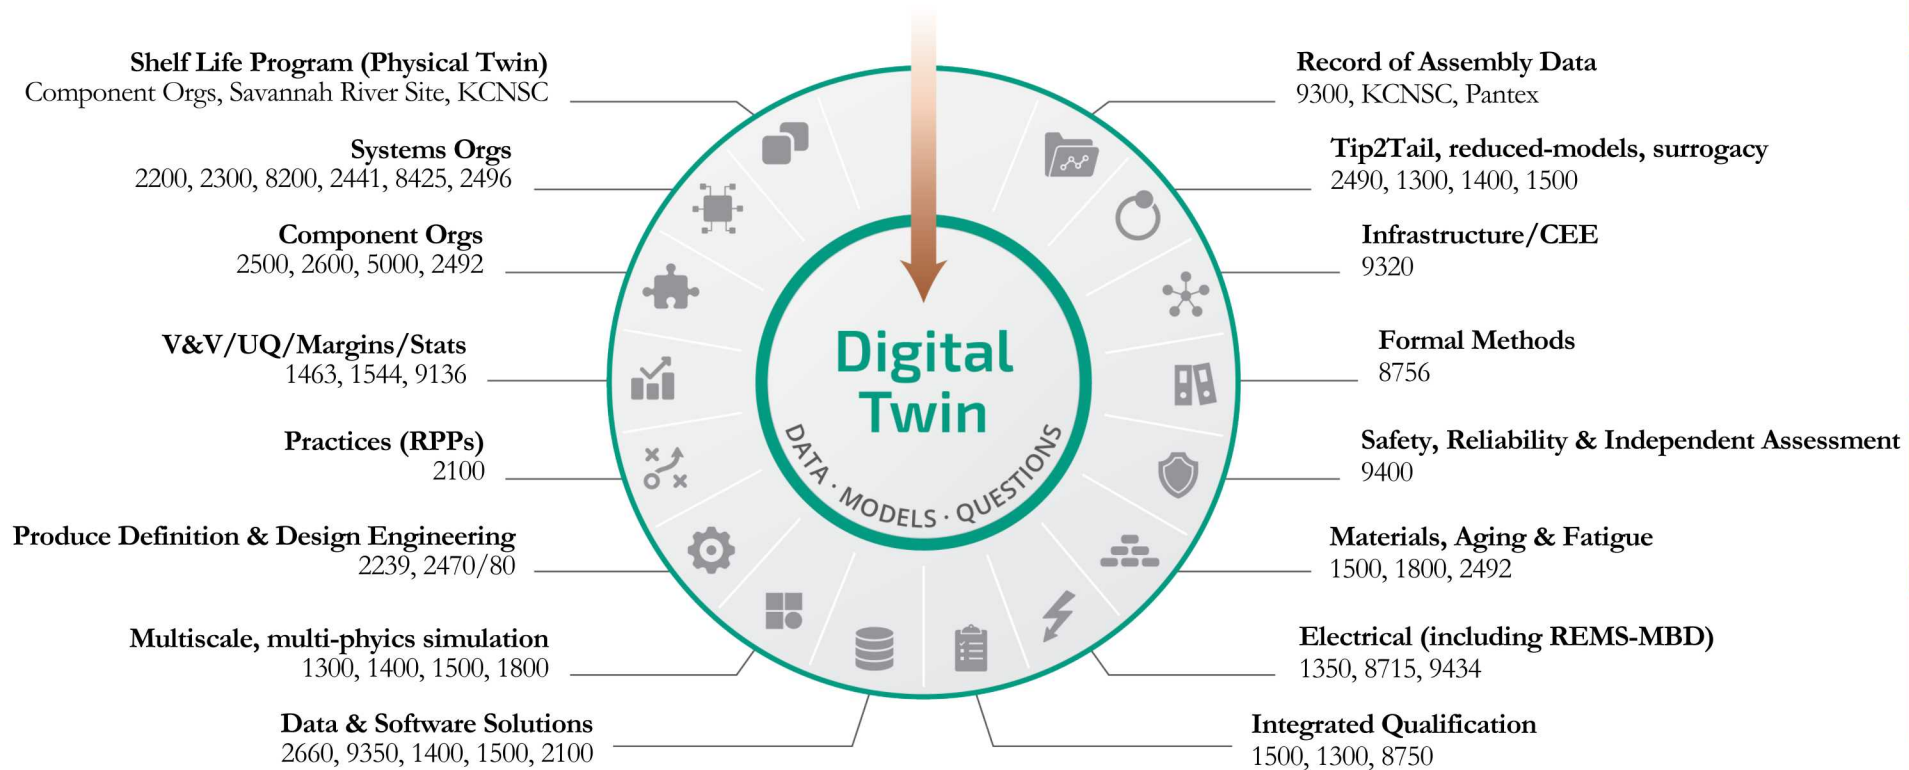 Shelf Life Program (Physical Twin)
Component Orgs, Savannah River Site, KCNSC
Systems Orgs
2200, 2300, 8200, 2441, 8425, 2496
Component Orgs
2500, 2600, 5000, 2492
V&V/UQ/Margins/Stats
1463, 1544, 9136
Practices (RPPs)
2100
Produce Definition & Design Engineering
2239, 2470/80
Multiscale, multi-phyics simulation
1300, 1400, 1500, 1800
Data & Software Solutions
2660, 9350, 1400, 1500, 2100
Digital
Twin
DATA · MODELS · QUESTIONS
Record of Assembly Data
9300, KCNSC, Pantex
Tip2Tail, reduced-models, surrogacy
2490, 1300, 1400, 1500
Infrastructure/CEE
9320
Formal Methods
8756
Safety, Reliability & Independent Assessment
9400
Materials, Aging & Fatigue
1500, 1800, 2492
Electrical (including REMS-MBD)
1350, 8715, 9434
Integrated Qualification
1500, 1300, 8750